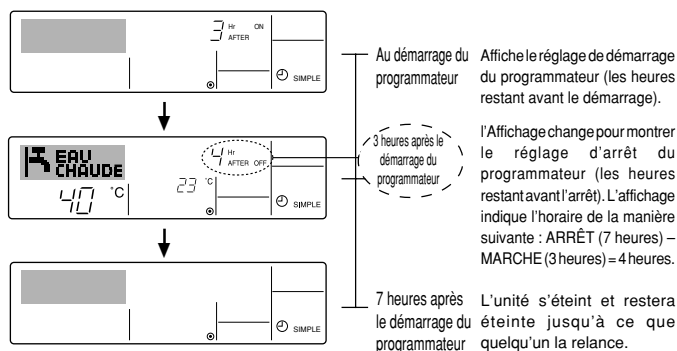 3 Hr ON
AFTER
SIMPLE
Au démarrage du
programmateur
Affiche le réglage de démarrage
du programmateur (les heures
restant avant le démarrage).
EAU
CHAUDE
40 °C
4 Hr
AFTER OFF
23 °C
SIMPLE
3 heures après le
démarrage du
programmateur
l'Affichage change pour montrer
le réglage d'arrêt du
programmateur (les heures
restant avant l'arrêt). L'affichage
indique l'horaire de la manière
suivante : ARRÊT (7 heures) –
MARCHE (3 heures) = 4 heures.
SIMPLE
7 heures après
le démarrage du
programmateur
L'unité s'éteint et restera
éteinte jusqu'à ce que
quelqu'un la relance.